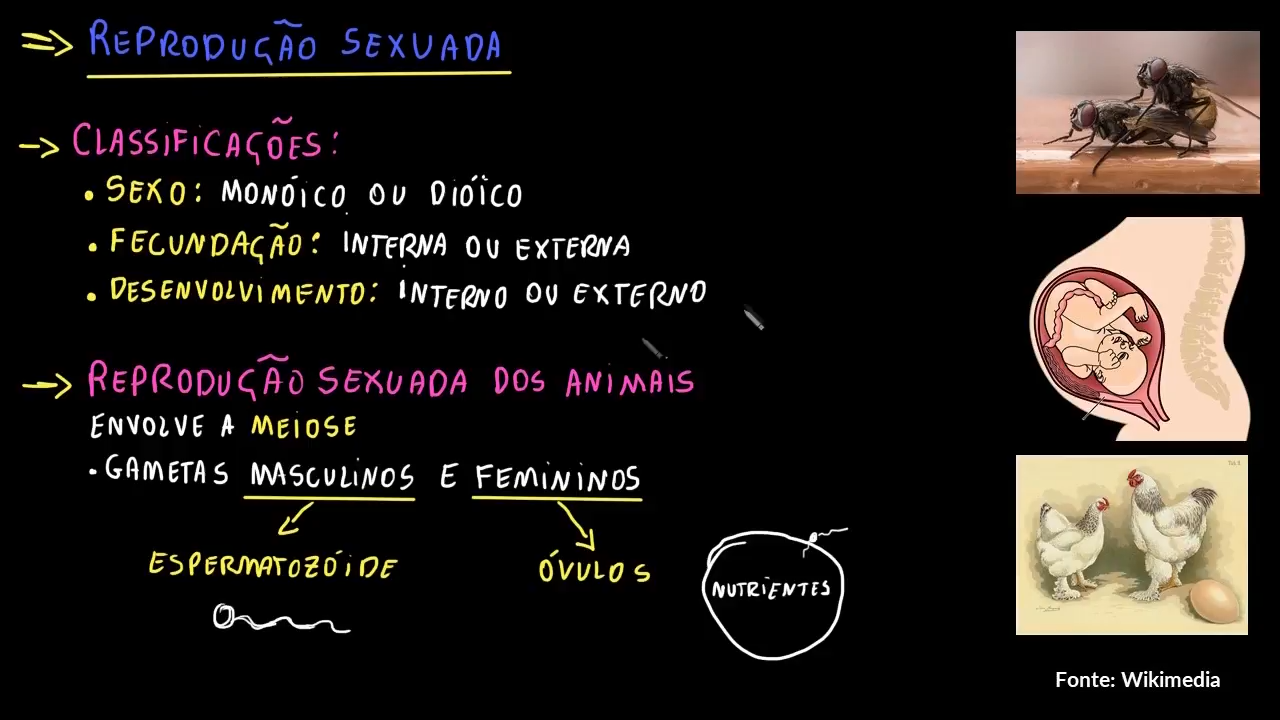 ⇒ REPRODUÇÃO SEXUADA
→ CLASSIFICAÇÕES:
• SEXO: MONÓICO OU DIÓICO
• FECUNDAÇÃO: INTERNA OU EXTERNA
• DESENVOLVIMENTO: INTERNO OU EXTERNO
→ REPRODUÇÃO SEXUADA DOS ANIMAIS
ENVOLVE A MEIOSE
• GAMETAS MASCULINOS E FEMININOS
ESPERMATOZÓIDE
ÓVULOS
NUTRIENTES
Fonte: Wikimedia